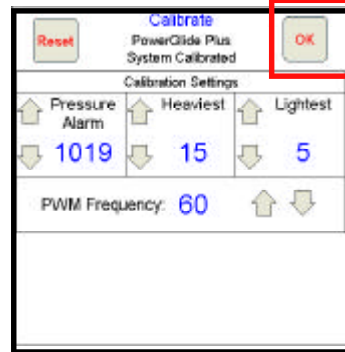 Calibrate
Reset PowerGlide Plus OK
System Calibrated
Calibration Settings
Pressure Alarm Heaviest Lightest
1019 15 5
PWM Frequency: 60